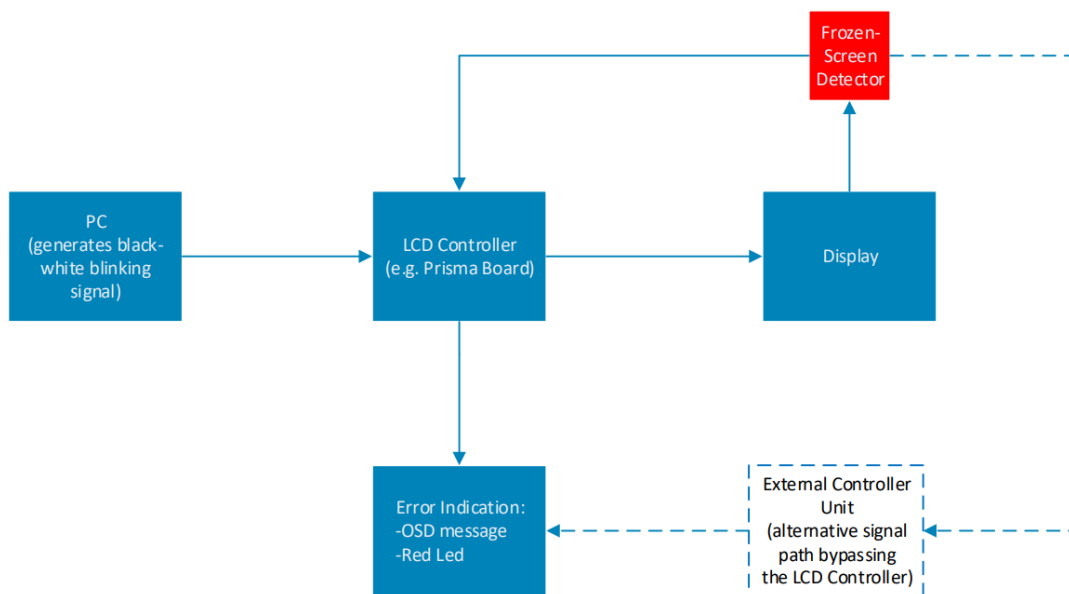 Frozen-
Screen
Detector
PC
(generates black-
white blinking
signal)
LCD Controller
(e.g. Prisma Board)
Display
Error Indication:
-OSD message
-Red Led
External Controller
Unit
(alternative signal
path bypassing
the LCD Controller)